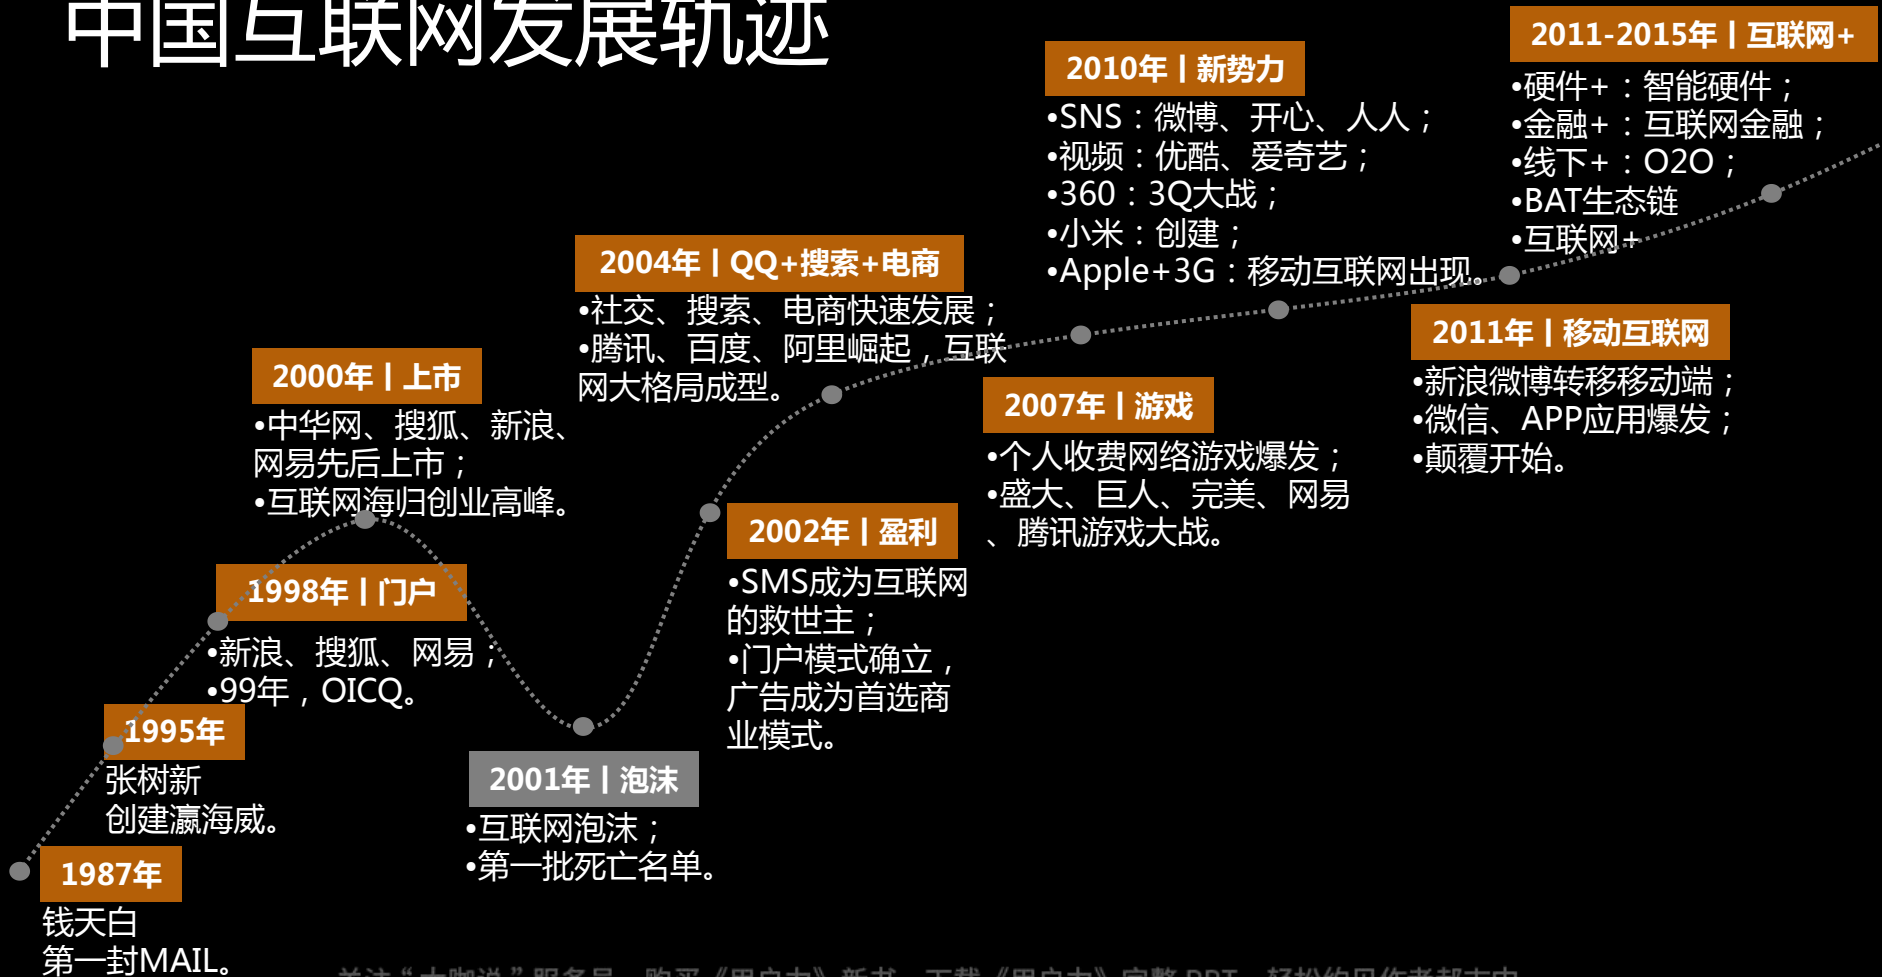 中国互联网发展轨迹
1987年
钱天白
第一封MAIL。
1995年
张树新
创建瀛海威。
1998年 | 门户
•新浪、搜狐、网易；
•99年，OICQ。
2000年 | 上市
•中华网、搜狐、新浪、
网易先后上市；
•互联网海归创业高峰。
2001年 | 泡沫
•互联网泡沫；
•第一批死亡名单。
2002年 | 盈利
•SMS成为互联网
的救世主；
•门户模式确立，
广告成为首选商
业模式。
2004年 | QQ+搜索+电商
•社交、搜索、电商快速发展；
•腾讯、百度、阿里崛起，互联
网大格局成型。
2007年 | 游戏
•个人收费网络游戏爆发；
•盛大、巨人、完美、网易
、腾讯游戏大战。
2010年 | 新势力
•SNS：微博、开心、人人；
•视频：优酷、爱奇艺；
•360：3Q大战；
•小米：创建；
•Apple+3G：移动互联网出现。
2011年 | 移动互联网
•新浪微博转移移动端；
•微信、APP应用爆发；
•颠覆开始。
2011-2015年 | 互联网+
•硬件+：智能硬件；
•金融+：互联网金融；
•线下+：O2O；
•BAT生态链
•互联网+